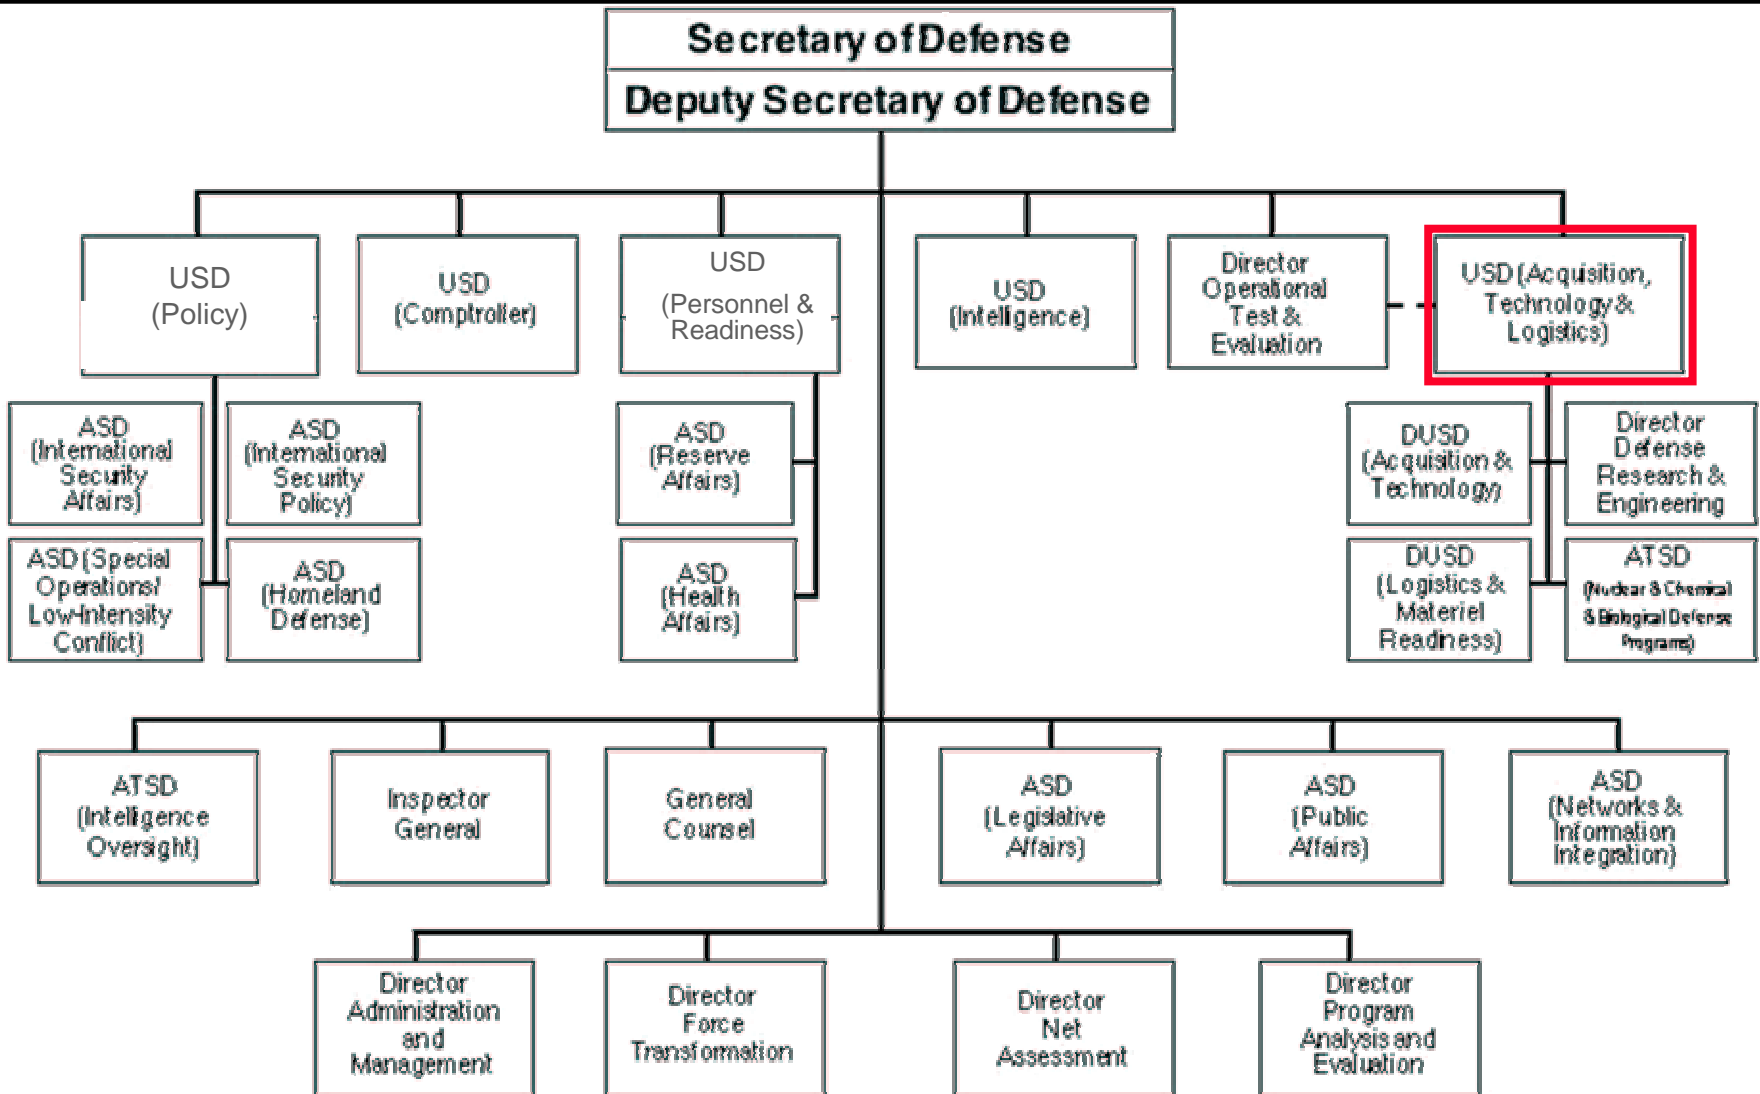 Secretary of Defense
Deputy Secretary of Defense
USD
(Policy)
USD
(Comptroller)
USD
(Personnel &
Readiness)
USD
(Intelligence)
Director
Operational
Test &
Evaluation
USD (Acquisition,
Technology &
Logistics)
ASD
(International
Security
Affairs)
ASD
(International
Security
Policy)
ASD (Special
Operations/
Low-Intensity
Conflict)
ASD
(Homeland
Defense)
ASD
(Reserve
Affairs)
ASD
(Health
Affairs)
DUSD
(Acquisition &
Technology)
Director
Defense
Research &
Engineering
DUSD
(Logistics &
Materiel
Readiness)
ATSD
(Nuclear & Chemical
& Biological Defense
Programs)
ATSD
(Intelligence
Oversight)
Inspector
General
General
Counsel
ASD
(Legislative
Affairs)
ASD
(Public
Affairs)
ASD
(Networks &
Information
Integration)
Director
Administration
and
Management
Director
Force
Transformation
Director
Net
Assessment
Director
Program
Analysis and
Evaluation